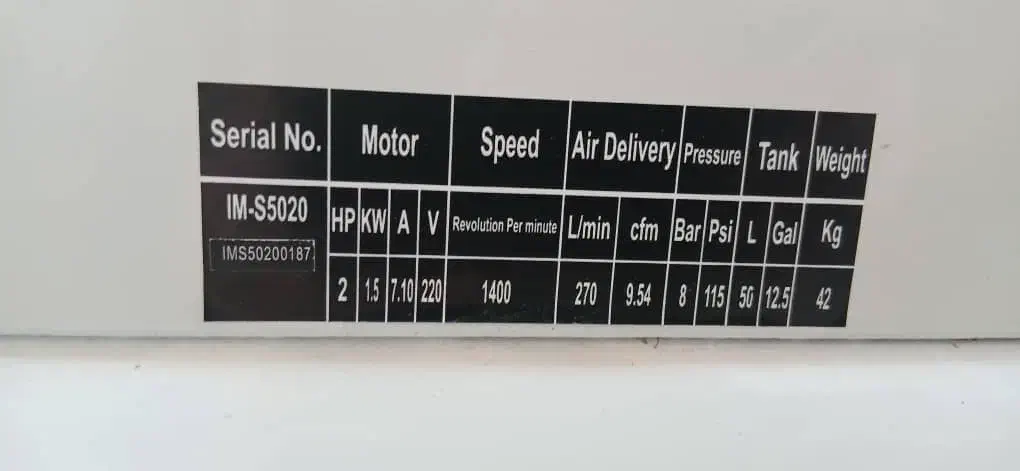 Serial No. Motor Speed Air Delivery Pressure Tank Weight
IM-S5020 HP KW A V Revolution Per minute L/min cfm Bar Psi L Gal Kg
IMS50200187
2 1.5 7.10 220 1400 270 9.54 8 115 50 12.5 42